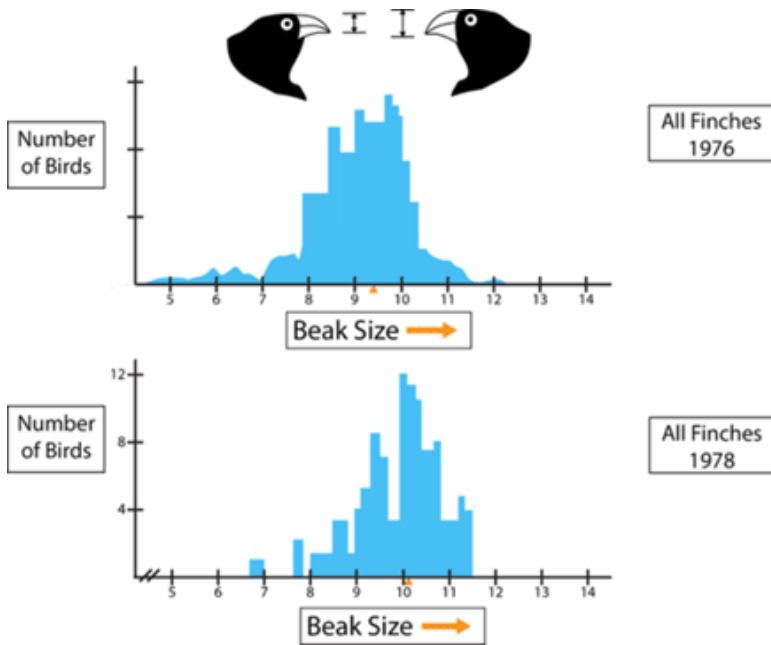 Number
of Birds
All Finches
1976
5 6 7 8 9 10 11 12 13 14
Beak Size
12
8
4
Number
of Birds
All Finches
1978
5 6 7 8 9 10 11 12 13 14
Beak Size